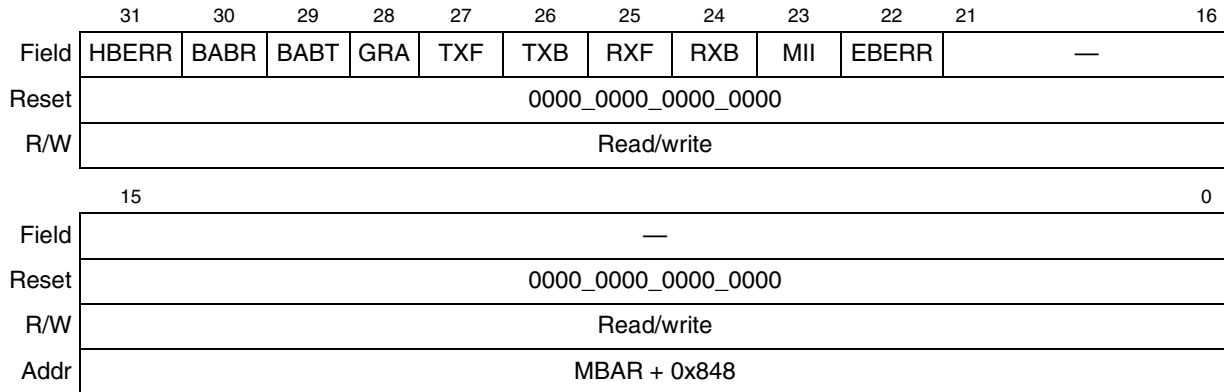 31 30 29 28 27 26 25 24 23 22 21 16
Field HBERR BABR BABT GRA TXF TXB RXF RXB MII EBERR —
Reset 0000_0000_0000_0000
R/W Read/write
15 0
Field —
Reset 0000_0000_0000_0000
R/W Read/write
Addr MBAR + 0x848